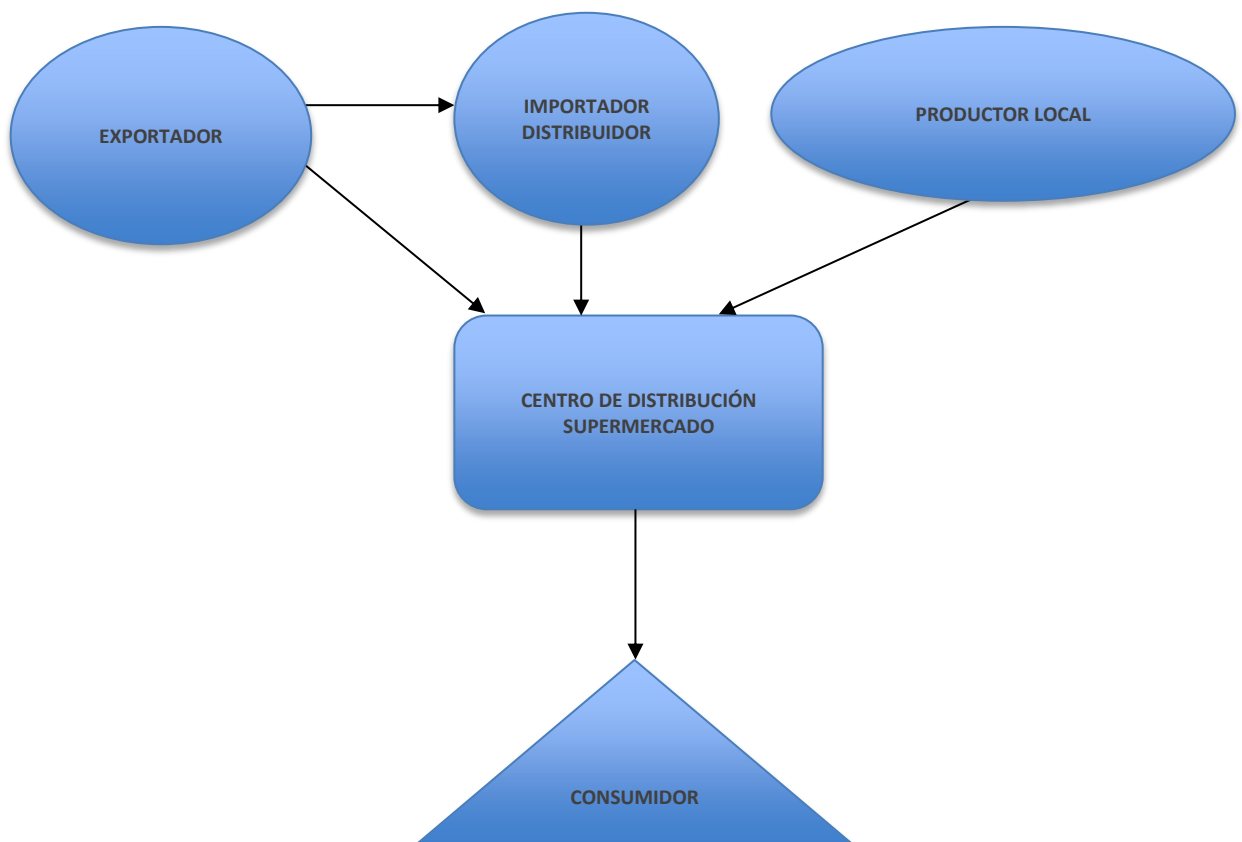 EXPORTADOR
IMPORTADOR
DISTRIBUIDOR
PRODUCTOR LOCAL
CENTRO DE DISTRIBUCIÓN
SUPERMERCADO
CONSUMIDOR